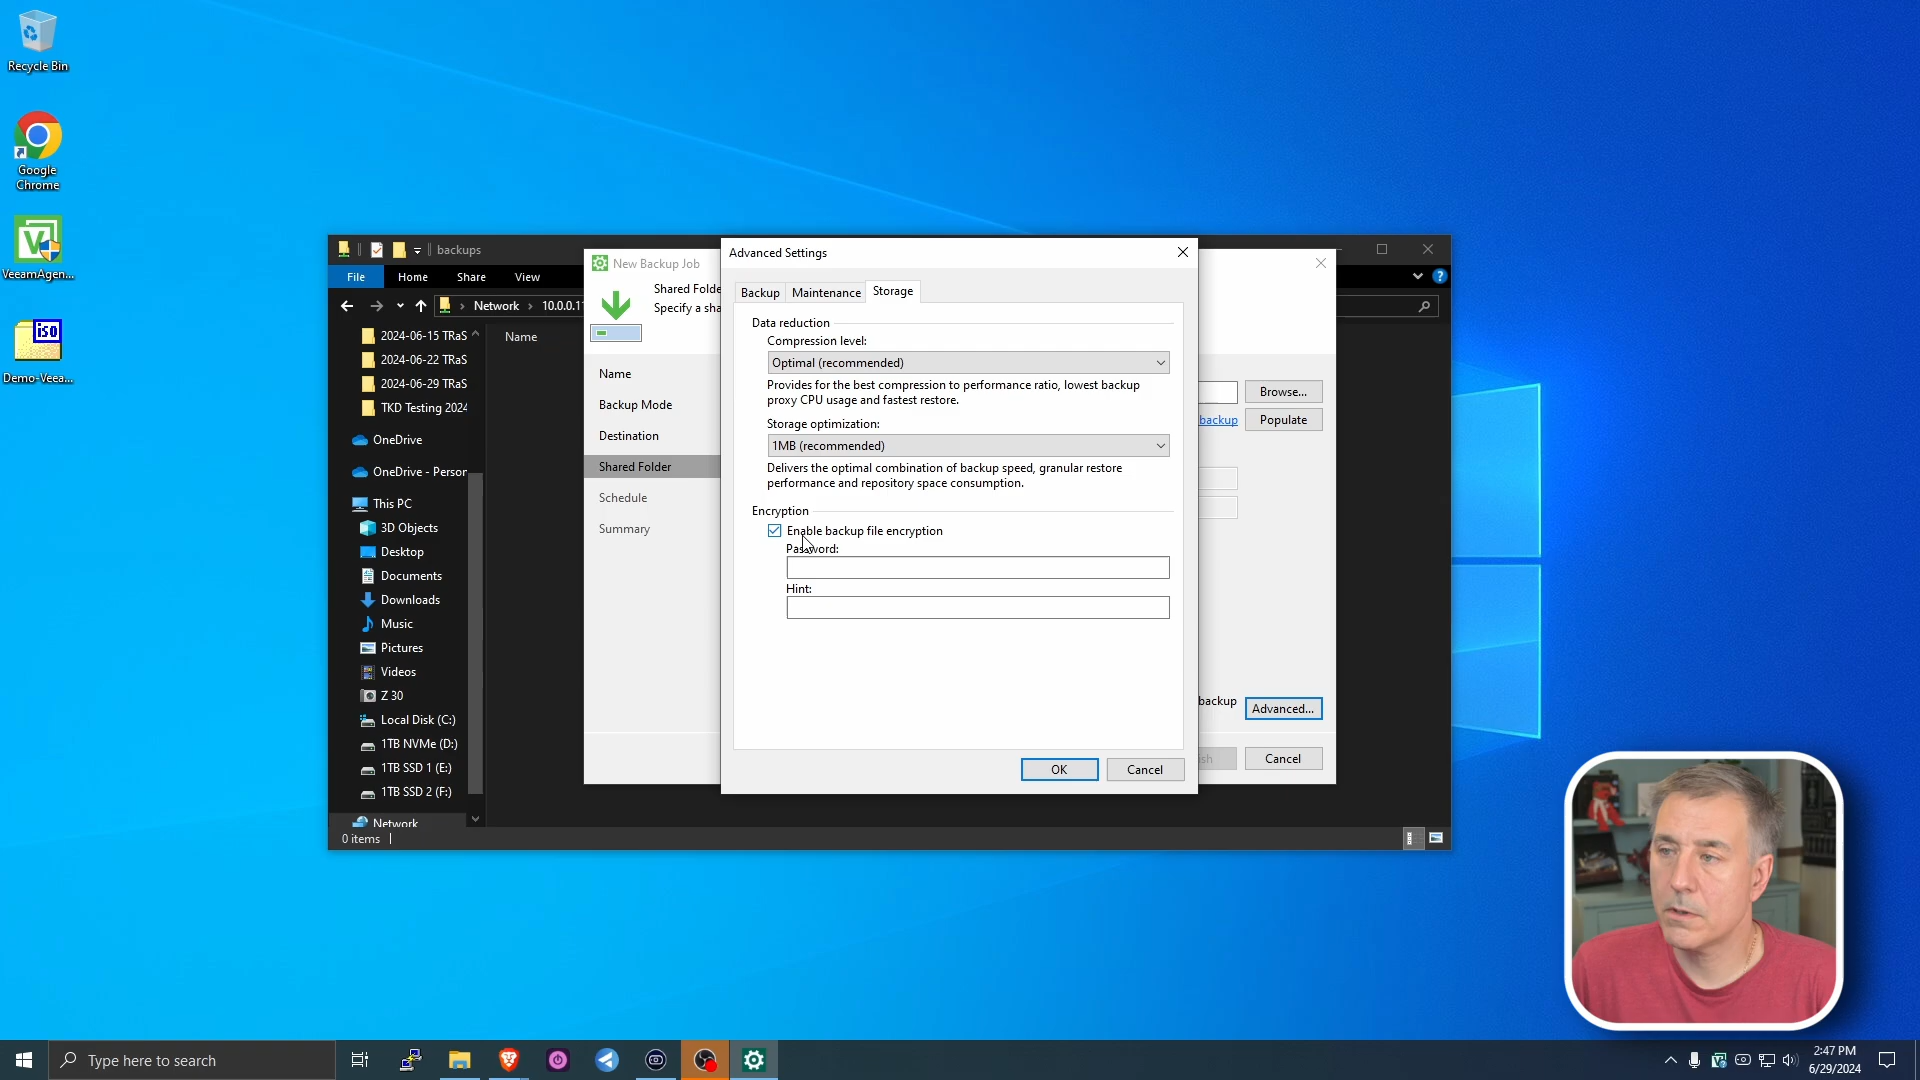 Recycle Bin
Google
Chrome
VeeamAgen...
iso
Demo-Veea...
backups
File
Home
Share
View
Network
10.0.0.11
2024-06-15 TRaS
2024-06-22 TRaS
2024-06-29 TRaS
TKD Testing 2024
OneDrive
OneDrive - Person
This PC
3D Objects
Desktop
Documents
Downloads
Music
Pictures
Videos
Z 30
Local Disk (C:)
1TB NVMe (D:)
1TB SSD 1 (E:)
1TB SSD 2 (F:)
Network
0 items
Name
New Backup Job
Shared Folde
Specify a sha
Name
Backup Mode
Destination
Shared Folder
Schedule
Summary
Browse...
backup
Populate
backup
Advanced...
ish
Cancel
Advanced Settings
Backup
Maintenance
Storage
Data reduction
Compression level:
Optimal (recommended)
Provides for the best compression to performance ratio, lowest backup
proxy CPU usage and fastest restore.
Storage optimization:
1MB (recommended)
Delivers the optimal combination of backup speed, granular restore
performance and repository space consumption.
Encryption
Enable backup file encryption
Password:
Hint:
OK
Cancel
Type here to search
2:47 PM
6/29/2024